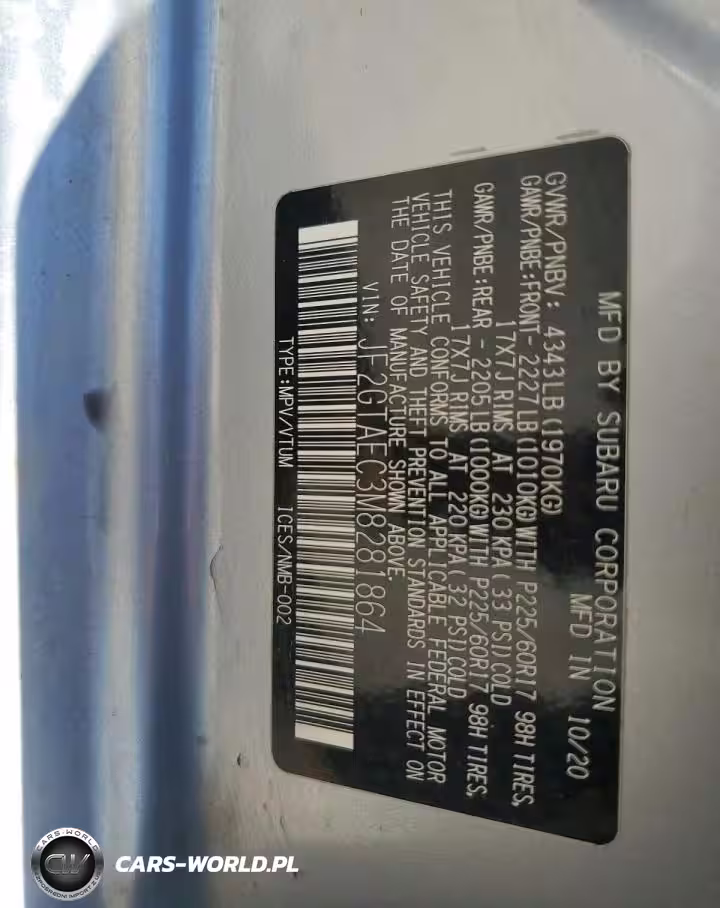 MFD BY SUBARU CORPORATION
MFD IN 10/20
GVWR/PNBV: 4343LB(1970KG)
GAWR/PNBE:FRONT- 2227LB(1010KG)WITH P225/60R17 98H TIRES,
17X7J RIMS AT 230 KPA( 33 PSI)COLD
GAWR/PNBE:REAR - 2205LB(1000KG)WITH P225/60R17 98H TIRES,
17X7J RIMS AT 220 KPA( 32 PSI)COLD
THIS VEHICLE CONFORMS TO ALL APPLICABLE FEDERAL MOTOR
VEHICLE SAFETY AND THEFT PREVENTION STANDARDS IN EFFECT ON
THE DATE OF MANUFACTURE SHOWN ABOVE.
VIN: JF2GTAEC3M8281864
TYPE:MPV/VTUM ICES/NMB-002
CARS-WORLD
CW
CARS-WORLD.PL